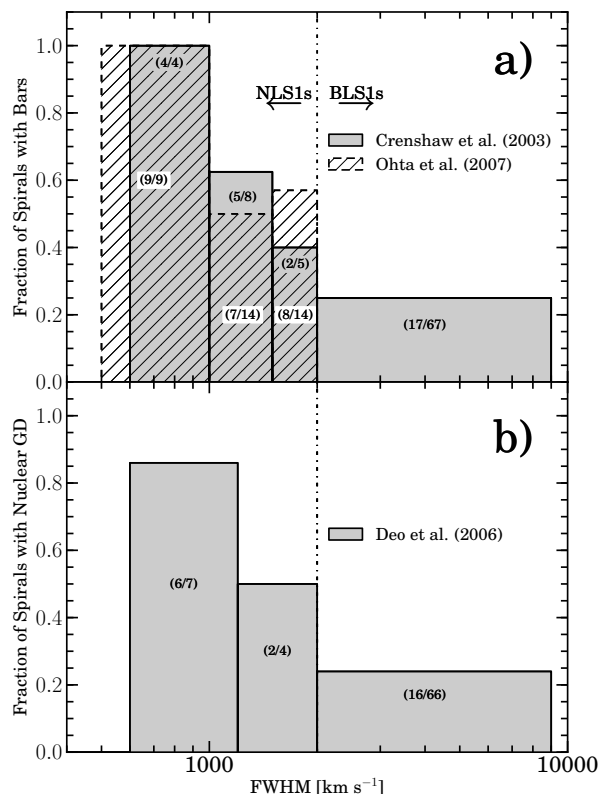 1.0
0.8
0.6
0.4
0.2
0.0
Fraction of Spirals with Bars
(4/4)
(9/9)
(5/8)
(7/14)
(2/5)
(8/14)
(17/67)
NLS1s
BLS1s
a)
Crenshaw et al. (2003)
Ohta et al. (2007)
1.0
0.8
0.6
0.4
0.2
0.0
Fraction of Spirals with Nuclear GD
b)
Deo et al. (2006)
(6/7)
(2/4)
(16/66)
1000
10000
FWHM [km s⁻¹]